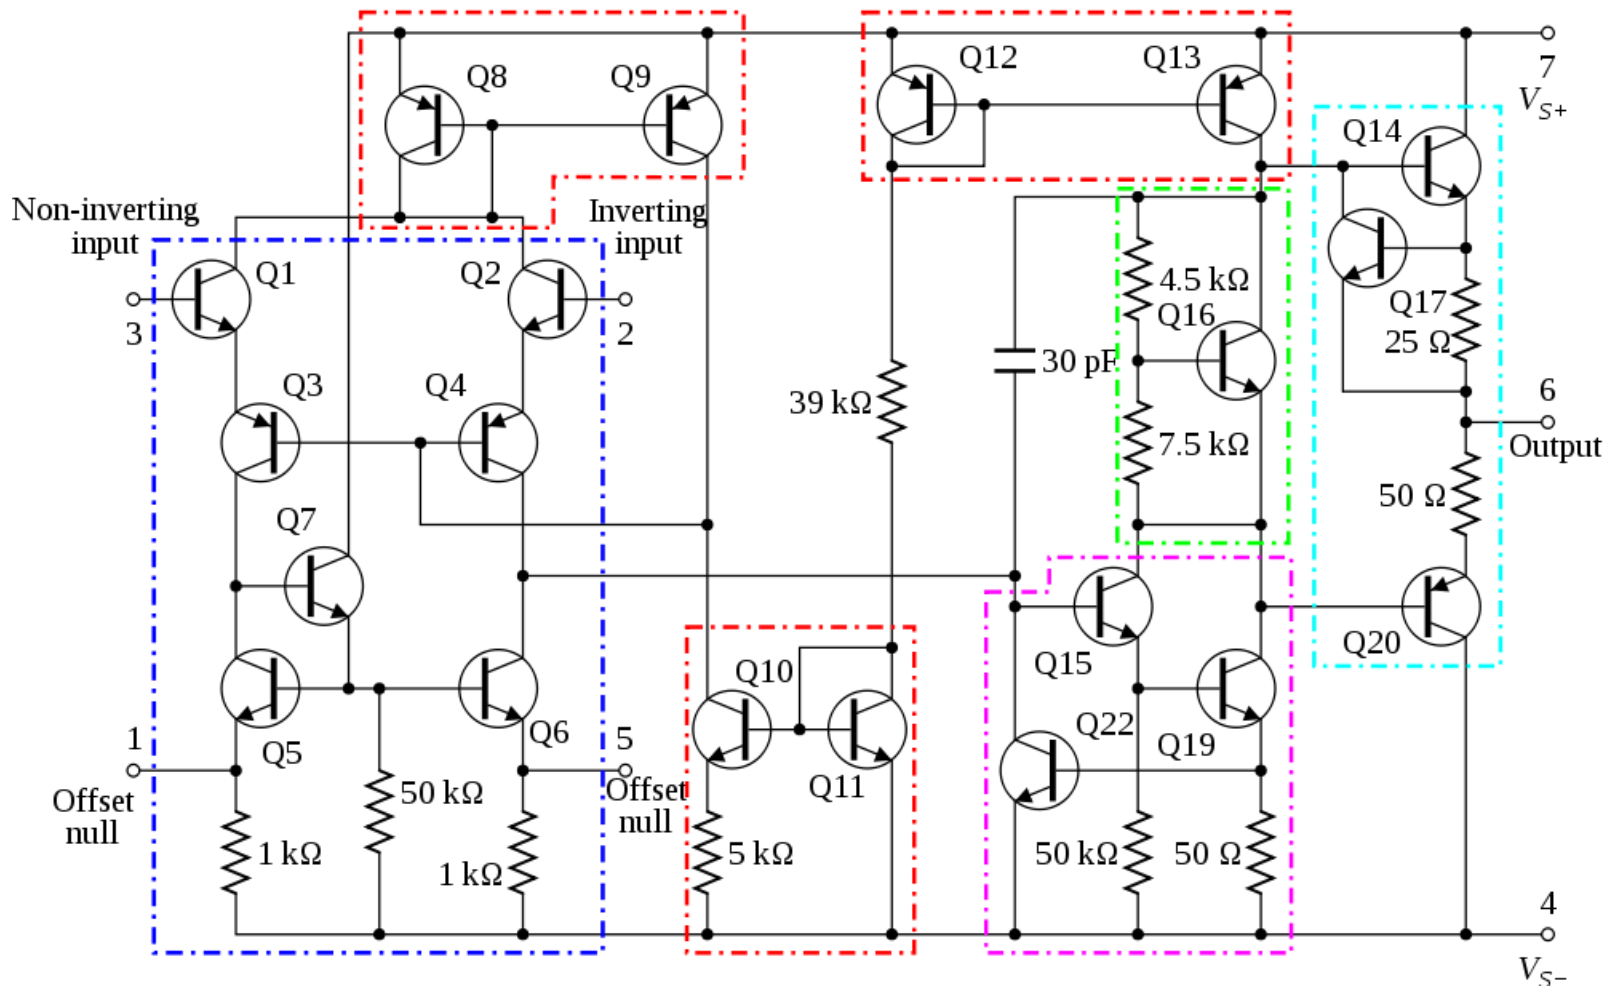 Q8
Q9
Q12
Q13
7
V_{S+}
Q14
Non-inverting
input
Inverting
input
Q1
Q2
3
2
4.5 kΩ
Q16
Q17
25 Ω
30 pF
Q3
Q4
39 kΩ
6
Output
7.5 kΩ
50 Ω
Q7
Q15
Q20
Q10
Q22
Q19
1
Q5
Q6
5
Q11
Offset
null
50 kΩ
Offset
null
1 kΩ
1 kΩ
5 kΩ
50 kΩ
50 Ω
4
V_{S−}